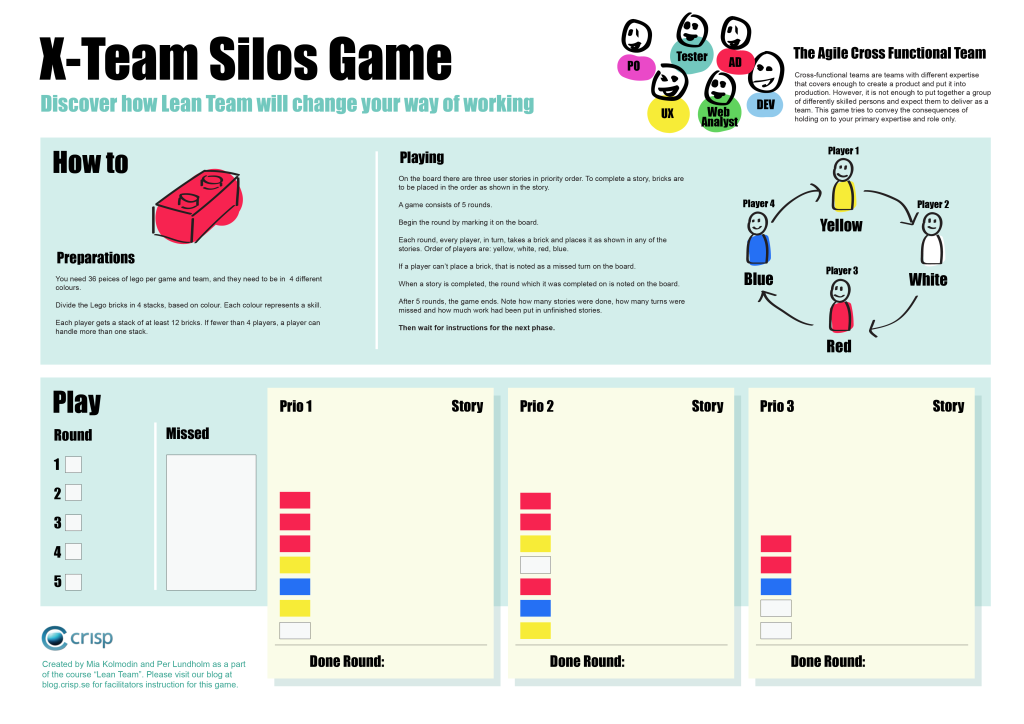 X-Team Silos Game
Discover how Lean Team will change your way of working
PO
Tester
AD
UX
Web
Analyst
DEV
The Agile Cross Functional Team
Cross-functional teams are teams with different expertise
that covers enough to create a product and put it into
production. However, it is not enough to put together a group
of differently skilled persons and expect them to deliver as a
team. This game tries to convey the consequences of
holding on to your primary expertise and role only.
How to
Preparations
You need 36 peices of lego per game and team, and they need to be in 4 different
colours.
Divide the Lego bricks in 4 stacks, based on colour. Each colour represents a skill.
Each player gets a stack of at least 12 bricks. If fewer than 4 players, a player can
handle more than one stack.
Playing
On the board there are three user stories in priority order. To complete a story, bricks are
to be placed in the order as shown in the story.
A game consists of 5 rounds.
Begin the round by marking it on the board.
Each round, every player, in turn, takes a brick and places it as shown in any of the
stories. Order of players are: yellow, white, red, blue.
If a player can't place a brick, that is noted as a missed turn on the board.
When a story is completed, the round which it was completed on is noted on the board.
After 5 rounds, the game ends. Note how many stories were done, how many turns were
missed and how much work had been put in unfinished stories.
Then wait for instructions for the next phase.
Player 1
Yellow
Player 2
White
Player 3
Red
Player 4
Blue
Play
Round
1
2
3
4
5
Missed
Prio 1 Story
Done Round:
Prio 2 Story
Done Round:
Prio 3 Story
Done Round:
crisp
Created by Mia Kolmodin and Per Lundholm as a part
of the course “Lean Team”. Please visit our blog at
blog.crisp.se for facilitators instruction for this game.